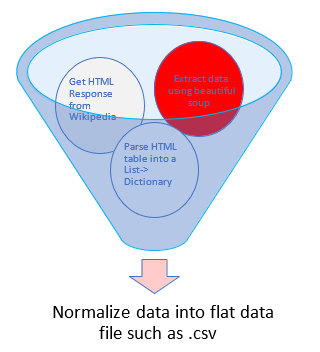 Get HTML
Response
from
Wikipedia
Extract data
using beautiful
soup
Parse HTML
table into a
List->
Dictionary
Normalize data into flat data
file such as .csv